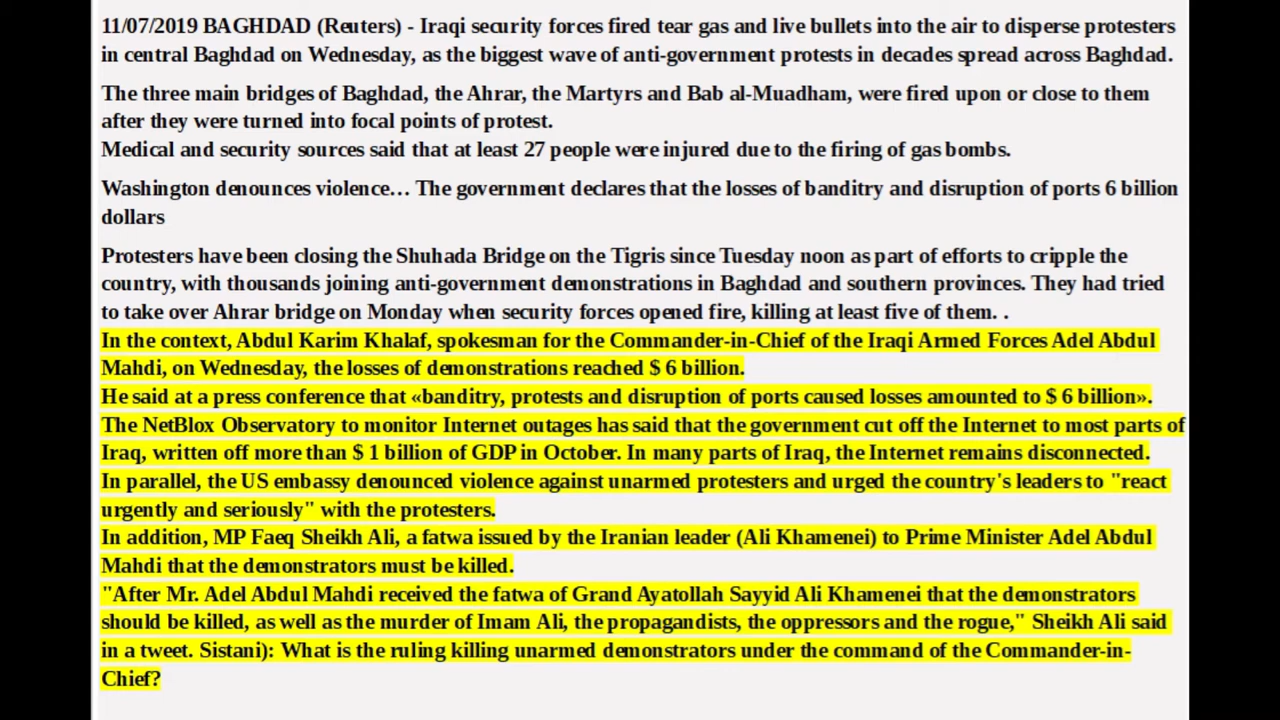 11/07/2019 BAGHDAD (Reuters) - Iraqi security forces fired tear gas and live bullets into the air to disperse protesters
in central Baghdad on Wednesday, as the biggest wave of anti-government protests in decades spread across Baghdad.
The three main bridges of Baghdad, the Ahrar, the Martyrs and Bab al-Muadham, were fired upon or close to them
after they were turned into focal points of protest.
Medical and security sources said that at least 27 people were injured due to the firing of gas bombs.
Washington denounces violence… The government declares that the losses of banditry and disruption of ports 6 billion
dollars
Protesters have been closing the Shuhada Bridge on the Tigris since Tuesday noon as part of efforts to cripple the
country, with thousands joining anti-government demonstrations in Baghdad and southern provinces. They had tried
to take over Ahrar bridge on Monday when security forces opened fire, killing at least five of them. .
In the context, Abdul Karim Khalaf, spokesman for the Commander-in-Chief of the Iraqi Armed Forces Adel Abdul
Mahdi, on Wednesday, the losses of demonstrations reached $ 6 billion.
He said at a press conference that «banditry, protests and disruption of ports caused losses amounted to $ 6 billion».
The NetBlox Observatory to monitor Internet outages has said that the government cut off the Internet to most parts of
Iraq, written off more than $ 1 billion of GDP in October. In many parts of Iraq, the Internet remains disconnected.
In parallel, the US embassy denounced violence against unarmed protesters and urged the country's leaders to "react
urgently and seriously" with the protesters.
In addition, MP Faeq Sheikh Ali, a fatwa issued by the Iranian leader (Ali Khamenei) to Prime Minister Adel Abdul
Mahdi that the demonstrators must be killed.
"After Mr. Adel Abdul Mahdi received the fatwa of Grand Ayatollah Sayyid Ali Khamenei that the demonstrators
should be killed, as well as the murder of Imam Ali, the propagandists, the oppressors and the rogue," Sheikh Ali said
in a tweet. Sistani): What is the ruling killing unarmed demonstrators under the command of the Commander-in-
Chief?